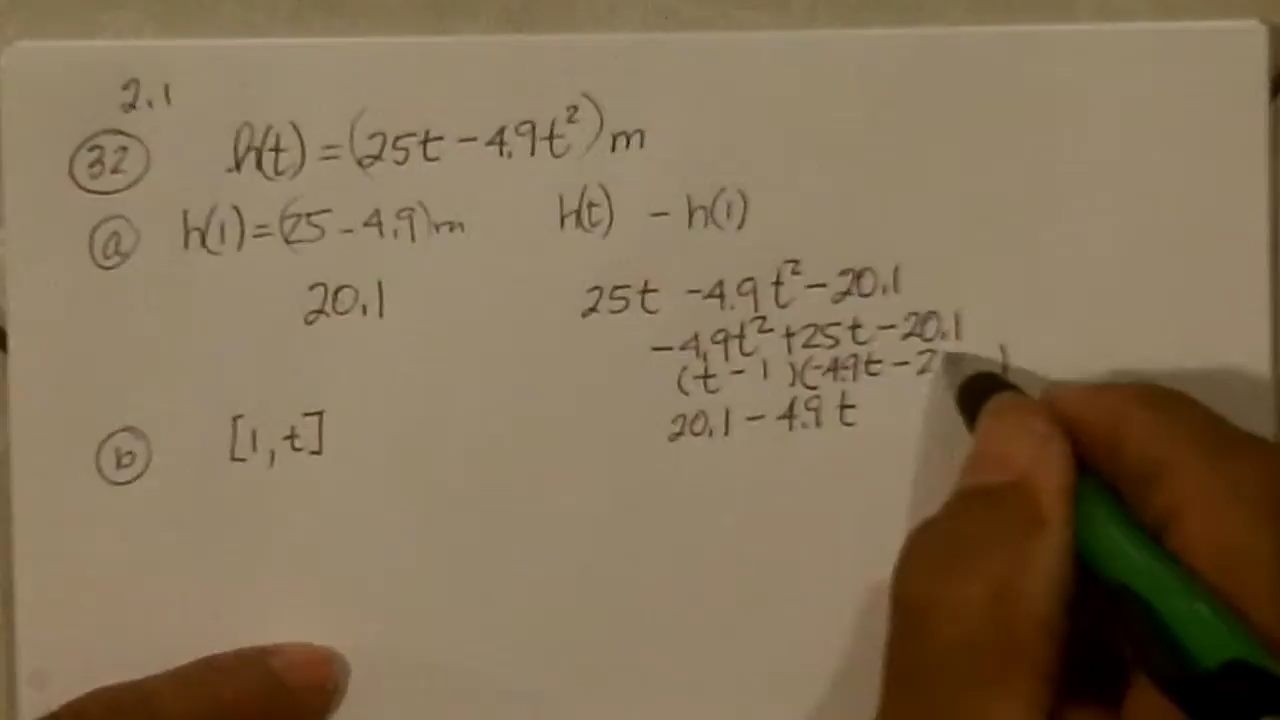 2.1
32 h(t) = (25t - 4.9t²) m
a h(1) = (25 - 4.9) m h(t) - h(1)
20.1 25t - 4.9t² - 20.1
-4.9t² + 25t - 20.1
(t - 1)(-4.9t - 2 )
20.1 - 4.9t
b [1, t]